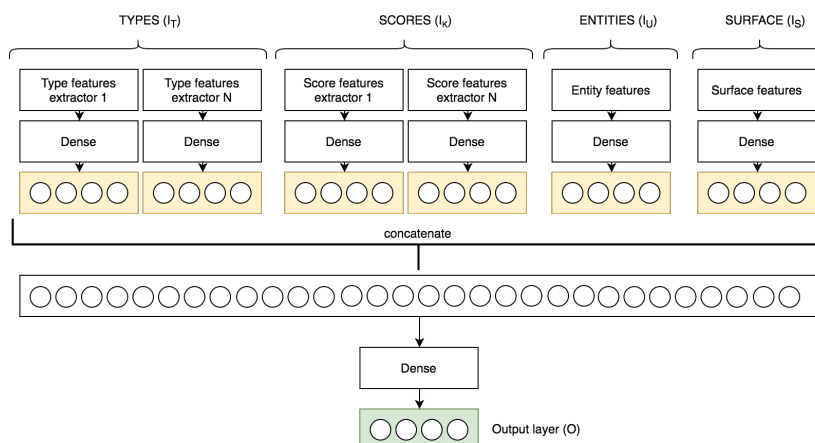 TYPES (I_T) SCORES (I_K) ENTITIES (I_U) SURFACE (I_S)
Type features extractor 1
Type features extractor N
Score features extractor 1
Score features extractor N
Entity features
Surface features
Dense Dense Dense Dense Dense Dense
concatenate
Dense
Output layer (O)